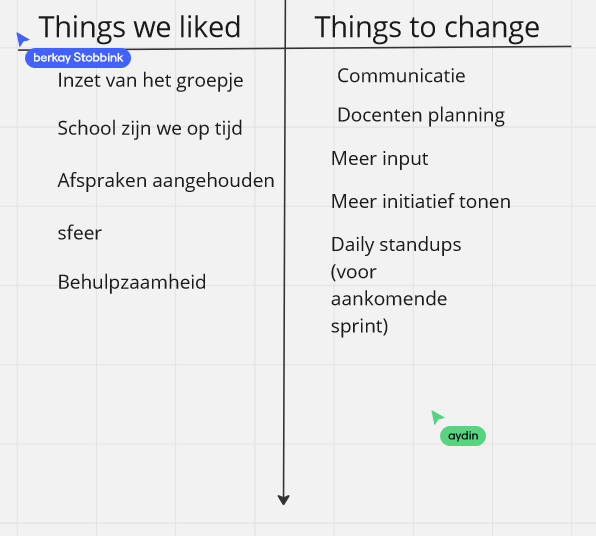 Things we liked
berkay Stobbink
Inzet van het groepje
School zijn we op tijd
Afspraken aangehouden
sfeer
Behulpzaamheid
Things to change
Communicatie
Docenten planning
Meer input
Meer initiatief tonen
Daily standups
(voor
aankomende
sprint)
aydin